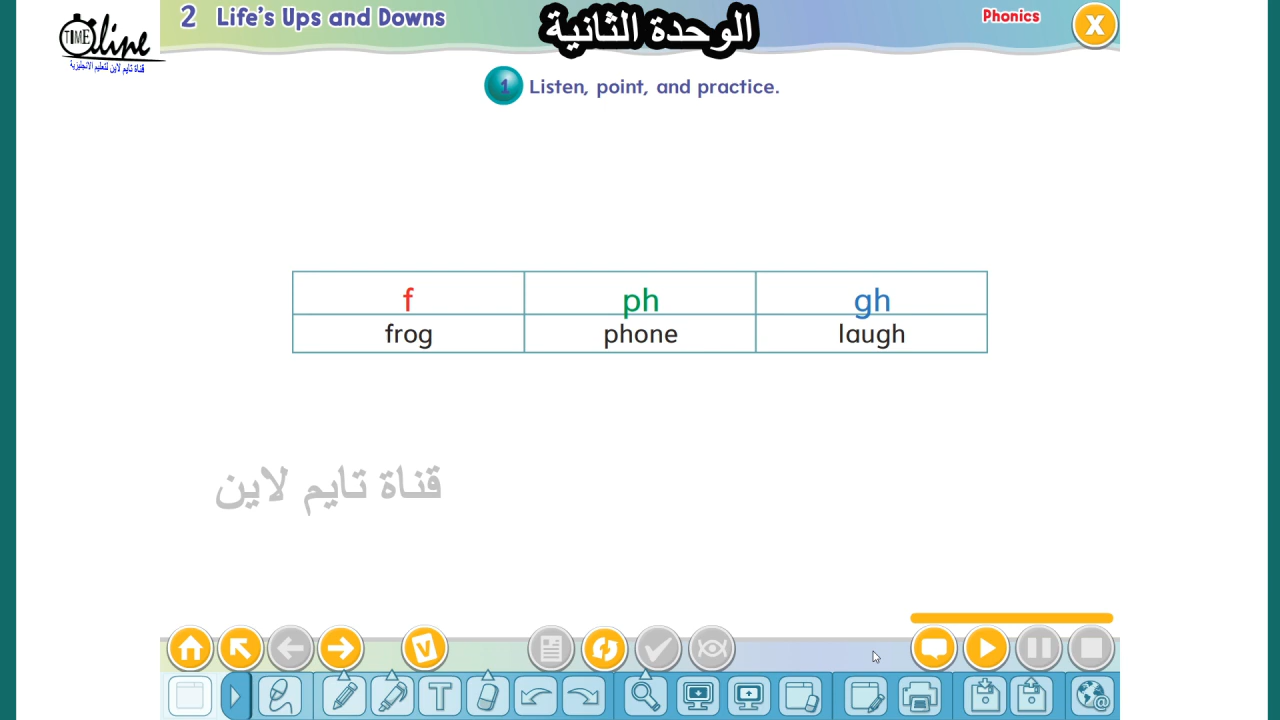 TIME line
قناة تايم لاين لتعليم الانجليزية
2 Life's Ups and Downs
الوحدة الثانية
Phonics
X
1 Listen, point, and practice.
f ph gh
frog phone laugh
قناة تايم لاين
V
T
@